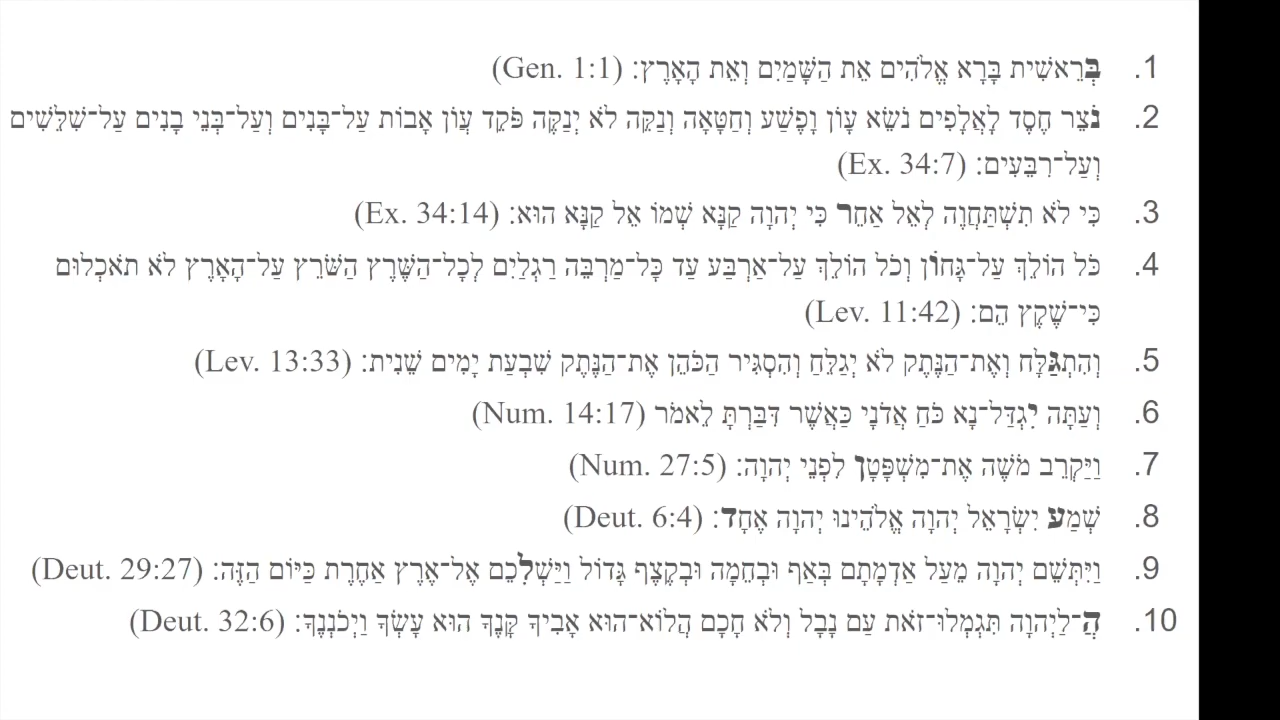 1. בְּרֵאשִׁית בָּרָא אֱלֹהִים אֵת הַשָּׁמַיִם וְאֵת הָאָרֶץ׃ (Gen. 1:1)
2. נֹצֵר חֶסֶד לָאֲלָפִים נֹשֵׂא עָוֺן וָפֶשַׁע וְחַטָּאָה וְנַקֵּה לֹא יְנַקֶּה פֹּקֵד עֲוֺן אָבוֹת עַל־בָּנִים וְעַל־בְּנֵי בָנִים עַל־שִׁלֵּשִׁים
וְעַל־רִבֵּעִים׃ (Ex. 34:7)
3. כִּי לֹא תִשְׁתַּחֲוֶה לְאֵל אַחֵר כִּי יְהוָה קַנָּא שְׁמוֹ אֵל קַנָּא הוּא׃ (Ex. 34:14)
4. כֹּל הוֹלֵךְ עַל־גָּחוֹן וְכֹל הוֹלֵךְ עַל־אַרְבַּע עַד כָּל־מַרְבֵּה רַגְלַיִם לְכָל־הַשֶּׁרֶץ הַשֹּׁרֵץ עַל־הָאָרֶץ לֹא תֹאכְלוּם
כִּי־שֶׁקֶץ הֵם׃ (Lev. 11:42)
5. וְהִתְגַּלָּח וְאֶת־הַנֶּתֶק לֹא יְגַלֵּחַ וְהִסְגִּיר הַכֹּהֵן אֶת־הַנֶּתֶק שִׁבְעַת יָמִים שֵׁנִית׃ (Lev. 13:33)
6. וְעַתָּה יִגְדַּל־נָא כֹּחַ אֲדֹנָי כַּאֲשֶׁר דִּבַּרְתָּ לֵאמֹר (Num. 14:17)
7. וַיַּקְרֵב מֹשֶׁה אֶת־מִשְׁפָּטָן לִפְנֵי יְהוָה׃ (Num. 27:5)
8. שְׁמַע יִשְׂרָאֵל יְהוָה אֱלֹהֵינוּ יְהוָה אֶחָד׃ (Deut. 6:4)
9. וַיִּתְּשֵׁם יְהוָה מֵעַל אַדְמָתָם בְּאַף וּבְחֵמָה וּבְקֶצֶף גָּדוֹל וַיַּשְׁלִכֵם אֶל־אֶרֶץ אַחֶרֶת כַּיּוֹם הַזֶּה׃ (Deut. 29:27)
10. הֲ־לַיְהוָה תִּגְמְלוּ־זֹאת עַם נָבָל וְלֹא חָכָם הֲלוֹא־הוּא אָבִיךָ קָּנֶךָ הוּא עָשְׂךָ וַיְכֹנְנֶךָ׃ (Deut. 32:6)